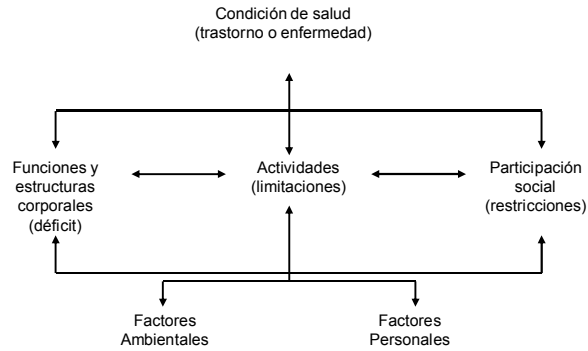 Condición de salud
(trastorno o enfermedad)
Funciones y
estructuras
corporales
(déficit)
Actividades
(limitaciones)
Participación
social
(restricciones)
Factores
Ambientales
Factores
Personales